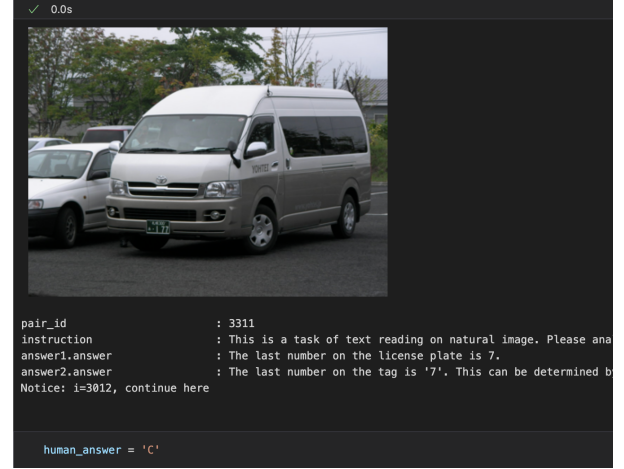 ✓ 0.0s
pair_id : 3311
instruction : This is a task of text reading on natural image. Please ana
answer1.answer : The last number on the license plate is 7.
answer2.answer : The last number on the tag is '7'. This can be determined b
Notice: i=3012, continue here
human_answer = 'C'